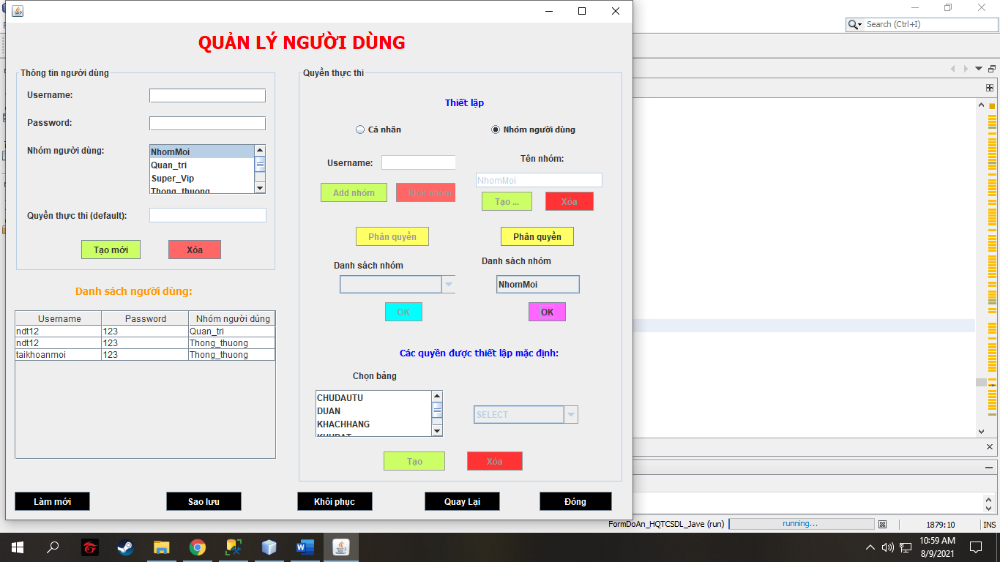 QUẢN LÝ NGƯỜI DÙNG
Search (Ctrl+I)
Thông tin người dùng
Username:
Password:
Nhóm người dùng:
NhomMoi
Quan_tri
Super_Vip
Thong_thuong
Quyền thực thi (default):
Tạo mới
Xóa
Danh sách người dùng:
Username Password Nhóm người dùng
ndt12 123 Quan_tri
ndt12 123 Thong_thuong
taikhoanmoi 123 Thong_thuong
Quyền thực thi
Thiết lập
Cá nhân
Nhóm người dùng
Username:
Tên nhóm:
NhomMoi
Add nhóm
Kick nhóm
Tạo ...
Xóa
Phân quyền
Phân quyền
Danh sách nhóm
Danh sách nhóm
NhomMoi
OK
OK
Các quyền được thiết lập mặc định:
Chọn bảng
CHUDAUTU
DUAN
KHACHHANG
KHUDAT
SELECT
Tạo
Xóa
Làm mới
Sao lưu
Khôi phục
Quay Lại
Đóng
FormDoAn_HQTCSDL_Jave (run)
running...
1879:10
INS
10:59 AM
8/9/2021